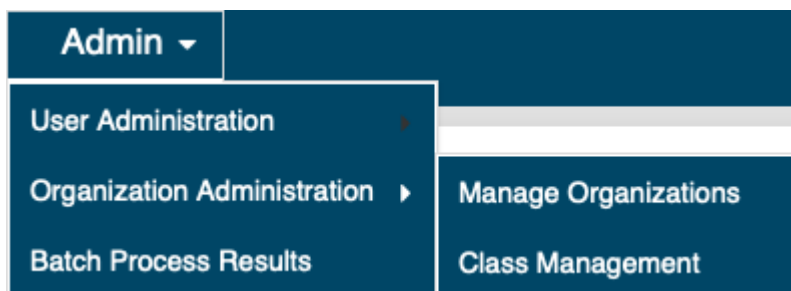 Admin
User Administration
Organization Administration
Manage Organizations
Batch Process Results
Class Management